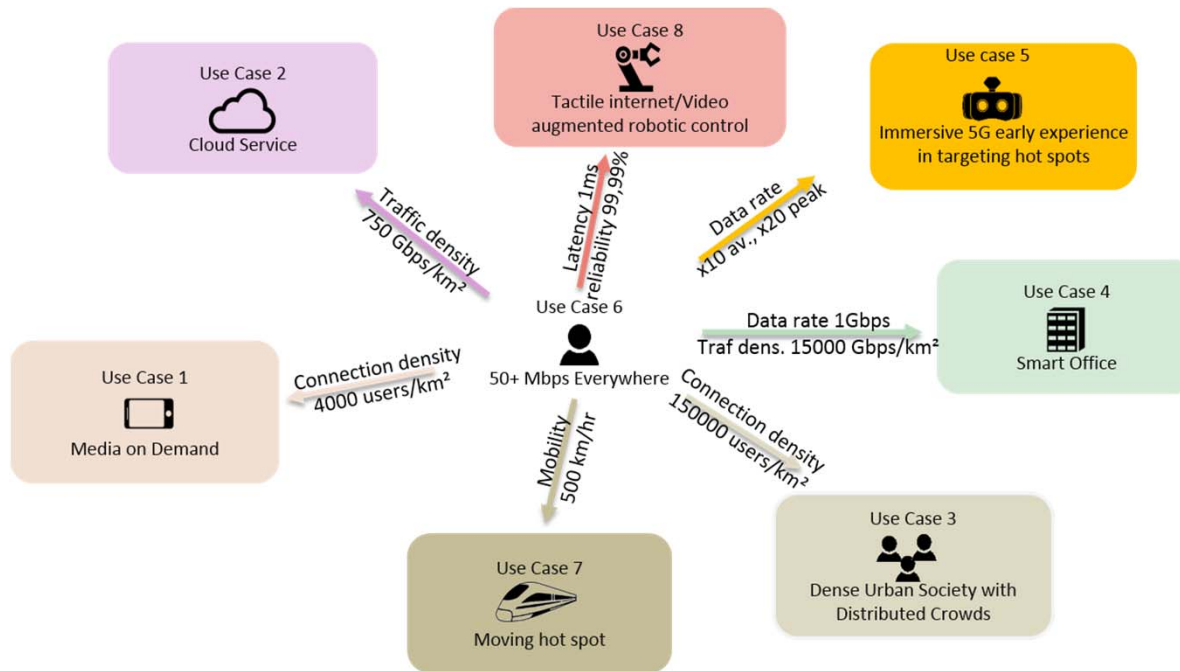 Use Case 2
Cloud Service
Use Case 8
Tactile internet/Video
augmented robotic control
Use case 5
Immersive 5G early experience
in targeting hot spots
Traffic density
750 Gbps/km²
Latency 1ms
reliability 99,99%
Data rate
x10 av., x20 peak
Use Case 6
50+ Mbps Everywhere
Data rate 1Gbps
Traf dens. 15000 Gbps/km²
Use Case 4
Smart Office
Use Case 1
Media on Demand
Connection density
4000 users/km²
Connection density
150000users/km²
Mobility
500 km/hr
Use Case 7
Moving hot spot
Use Case 3
Dense Urban Society with
Distributed Crowds